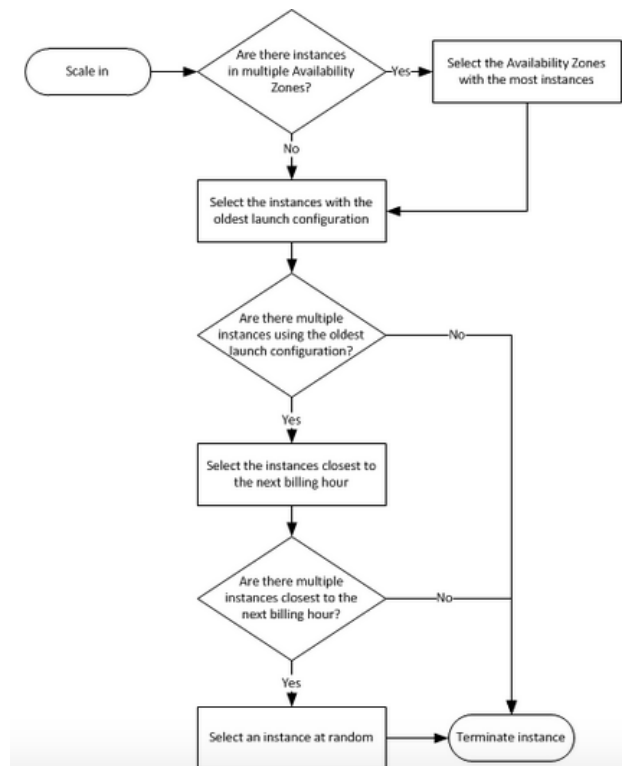 Scale in
Are there instances
in multiple Availability
Zones?
Yes
Select the Availability Zones
with the most instances
No
Select the instances with the
oldest launch configuration
Are there multiple
instances using the oldest
launch configuration?
No
Yes
Select the instances closest to
the next billing hour
Are there multiple
instances closest to the
next billing hour?
No
Yes
Select an instance at random
Terminate instance